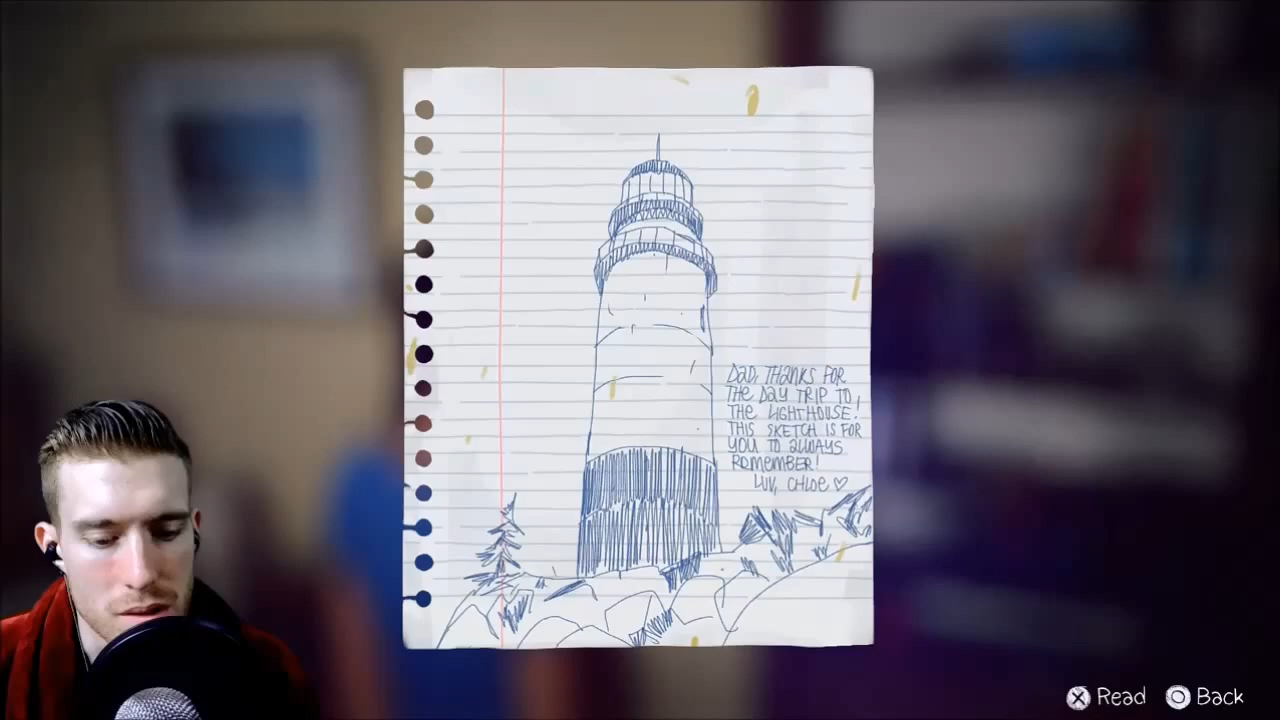 DaD, THanKS FOR
THE Day TRIP TO
THE LIGHTHOUSE!
THIS SKETCH IS FOR
YOU TO alWAYS
REMEMBER!
LUV, CHLOE♡
Read Back